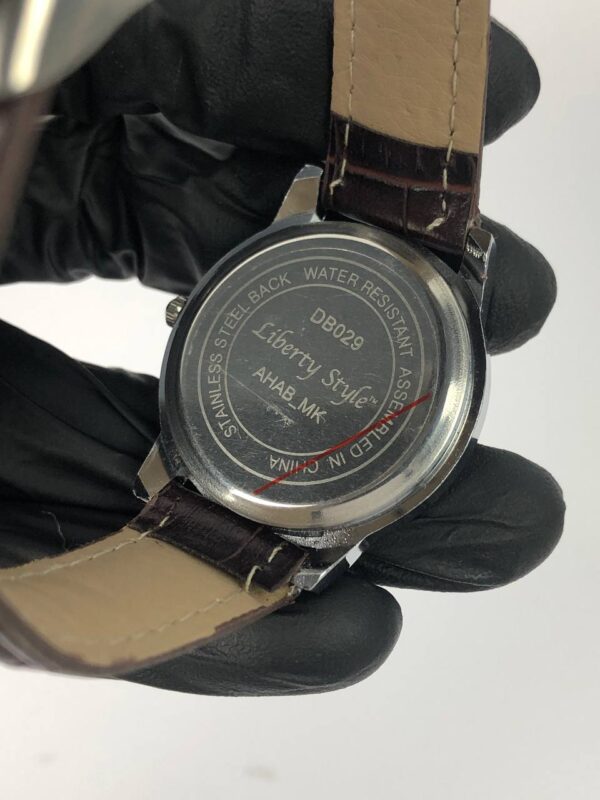 STAINLESS STEEL BACK WATER RESISTANT ASSEMBLED IN CHINA
DB029
Liberty Style™
AHAB_MK